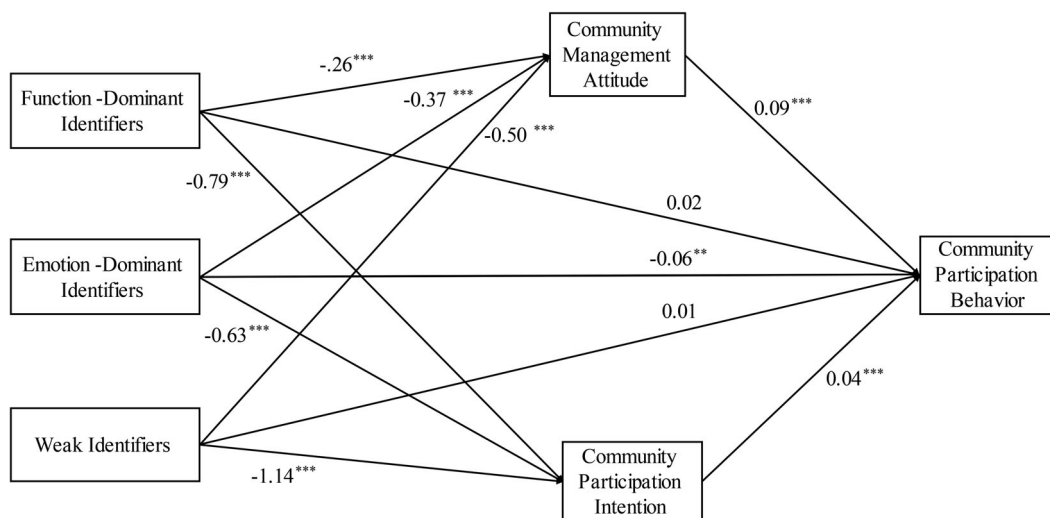 Community
Management
Attitude
-.26***
Function -Dominant
Identifiers
-0.37 ***
-0.50 ***
0.09***
-0.79***
0.02
Emotion -Dominant
Identifiers
-0.06**
Community
Participation
Behavior
-0.63***
0.01
0.04***
Weak Identifiers
-1.14***
Community
Participation
Intention